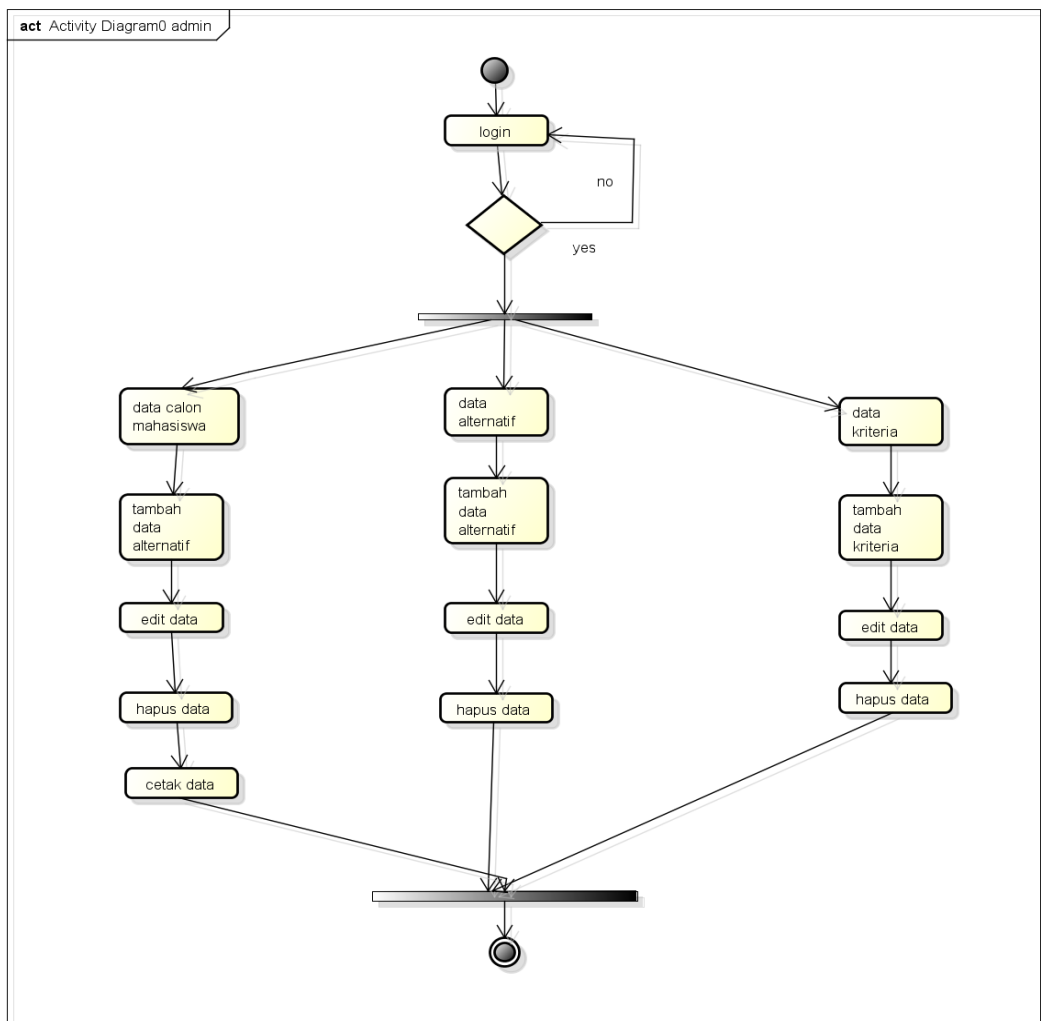 act Activity Diagram0 admin
login
no
yes
data calon
mahasiswa
tambah
data
alternatif
edit data
hapus data
cetak data
data
alternatif
tambah
data
alternatif
edit data
hapus data
data
kriteria
tambah
data
kriteria
edit data
hapus data